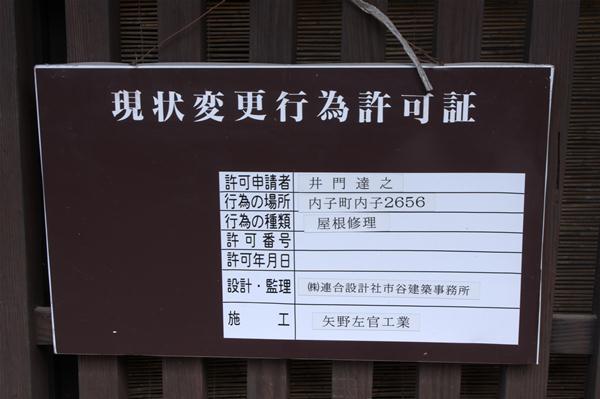 現状変更行為許可証
許可申請者 井門達之
行為の場所 内子町内子2656
行為の種類 屋根修理
許可番号
許可年月日
設計・監理 ㈱連合設計社市谷建築事務所
施工 矢野左官工業